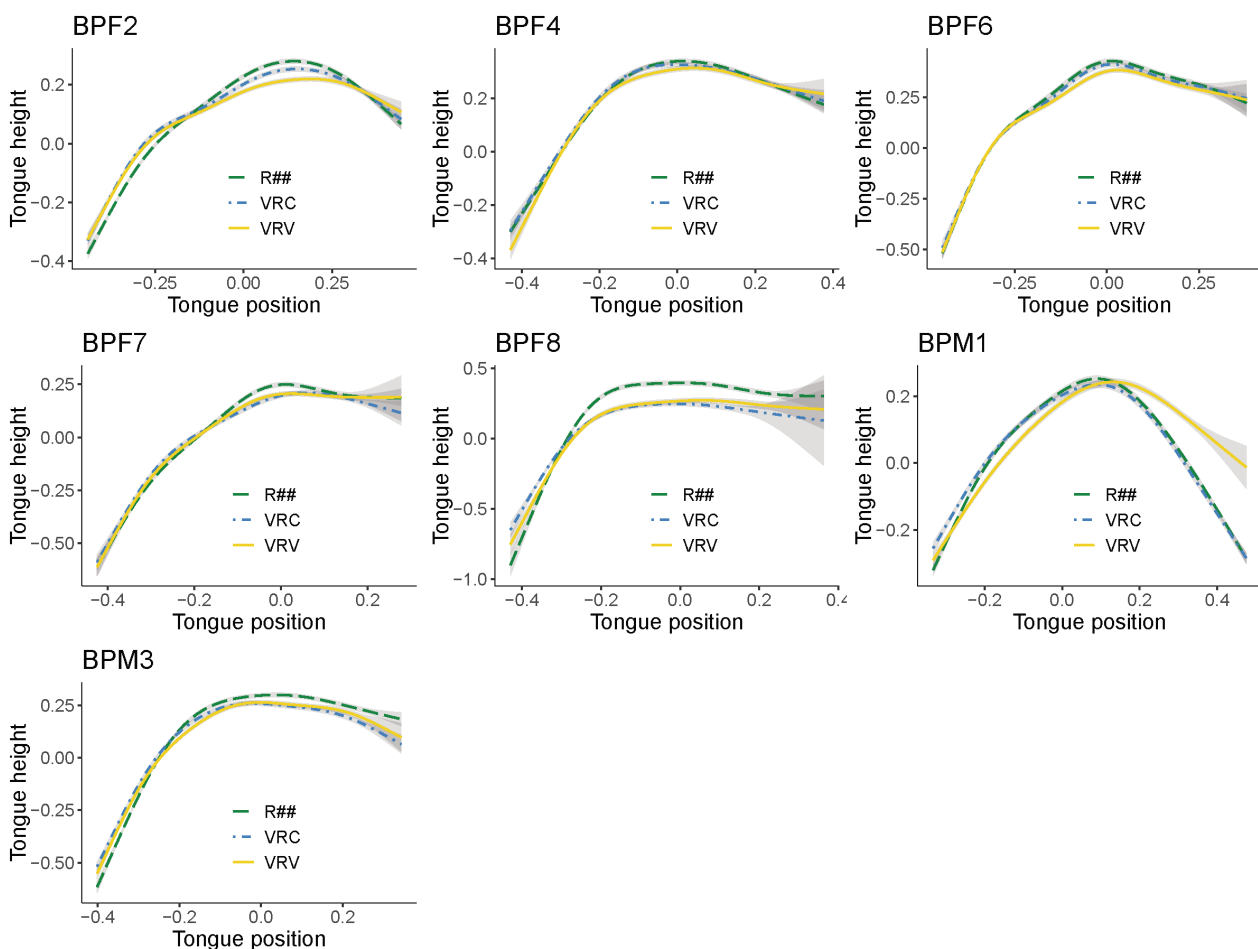 BPF2
BPF4
BPF6
Tongue height
0.2
0.0
−0.2
−0.4
R##
VRC
VRV
−0.25
0.00
0.25
Tongue position
Tongue height
0.2
0.0
−0.2
−0.4
R##
VRC
VRV
−0.4
−0.2
0.0
0.2
0.4
Tongue position
Tongue height
0.25
0.00
−0.25
−0.50
R##
VRC
VRV
−0.25
0.00
0.25
Tongue position
BPF7
BPF8
BPM1
Tongue height
0.25
0.00
−0.25
−0.50
R##
VRC
VRV
−0.4
−0.2
0.0
0.2
Tongue position
Tongue height
0.5
0.0
−0.5
−1.0
R##
VRC
VRV
−0.4
−0.2
0.0
0.2
0.4
Tongue position
Tongue height
0.2
0.0
−0.2
R##
VRC
VRV
−0.2
0.0
0.2
0.4
Tongue position
BPM3
Tongue height
0.25
0.00
−0.25
−0.50
R##
VRC
VRV
−0.4
−0.2
0.0
0.2
Tongue position